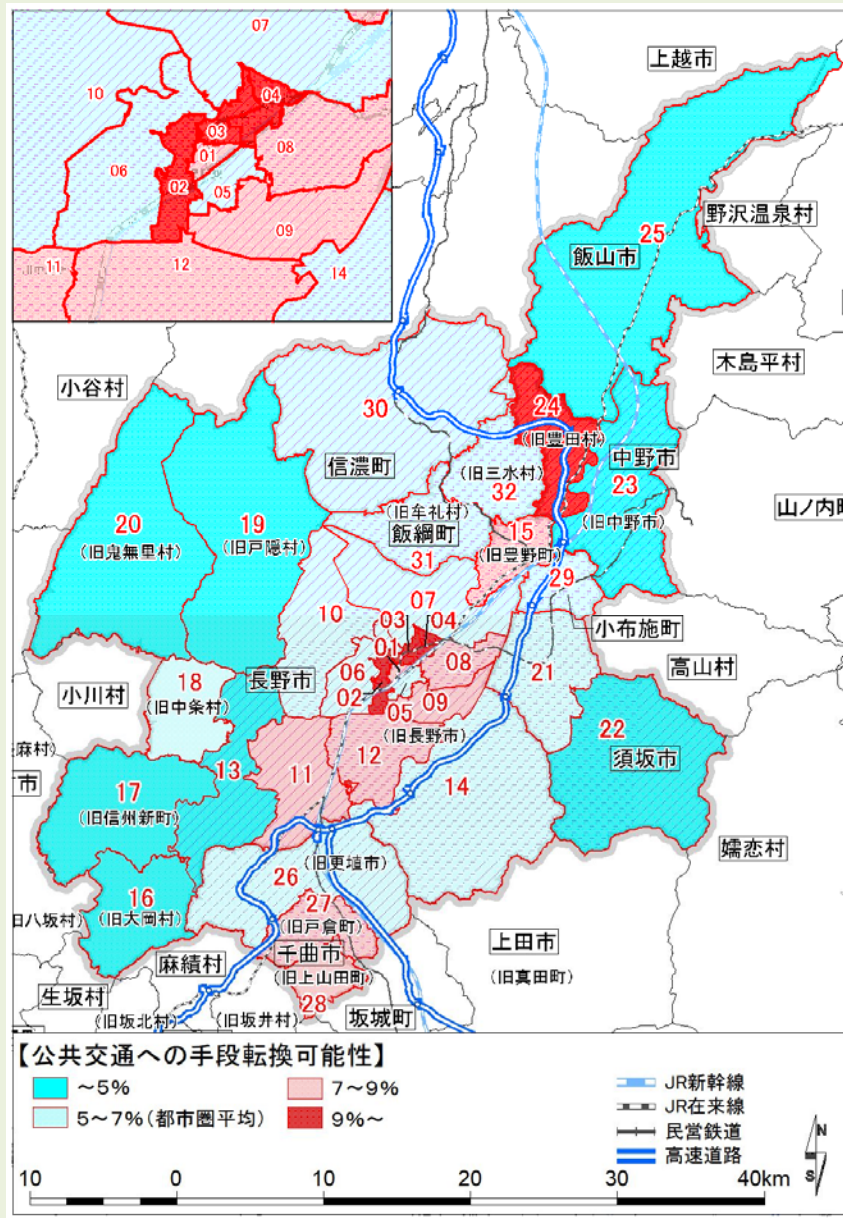 07
10
04
03
01
08
06
02
05
09
11
12
14
上越市
野沢温泉村
25
飯山市
木島平村
小谷村
30
24
(旧豊田村)
信濃町
(旧三水村)
32
中野市
23
(旧中野市)
山ノ内町
20
(旧鬼無里村)
19
(旧戸隠村)
(旧牟礼村)
飯綱町
31
15
(旧豊野町)
29
小布施町
10
07
03
04
01
06
08
02
05
09
(旧長野市)
21
高山村
小川村
18
(旧中条村)
長野市
22
須坂市
麻村)
市
13
11
12
14
17
(旧信州新町)
嬬恋村
16
(旧大岡村)
26
(旧更埴市)
27
(旧戸倉町)
旧八坂村)
千曲市
(旧上山田町)
28
上田市
(旧真田町)
麻績村
生坂村
(旧坂北村)
(旧坂井村)
坂城町
【公共交通への手段転換可能性】
~5%
7~9%
5~7%(都市圏平均)
9%~
JR新幹線
JR在来線
民営鉄道
高速道路
N
S
10 0 10 20 30 40km